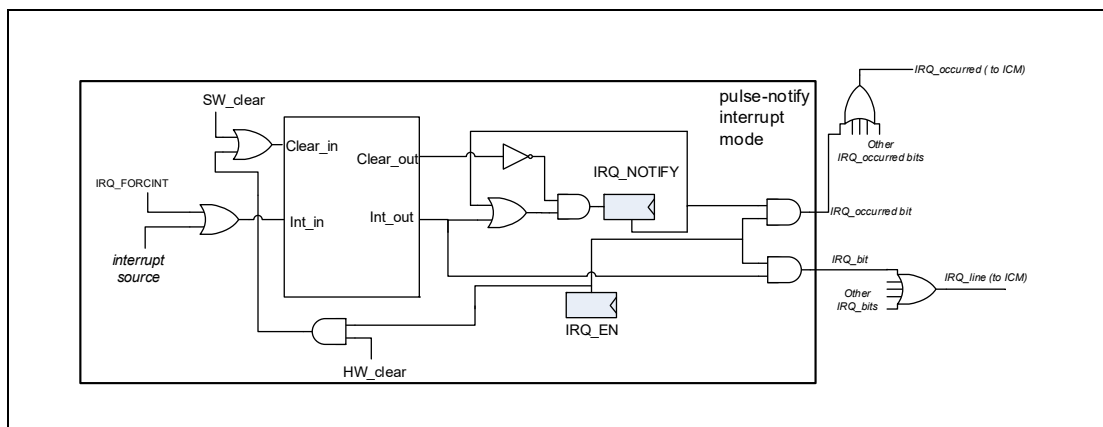 IRQ_occurred ( to ICM)
pulse-notify
interrupt
mode
SW_clear
Clear_in
Clear_out
Other
IRQ_occurred bits
IRQ_NOTIFY
IRQ_FORCINT
Int_in
Int_out
IRQ_occurred bit
interrupt
source
IRQ_bit
IRQ_line (to ICM)
Other
IRQ_bits
IRQ_EN
HW_clear